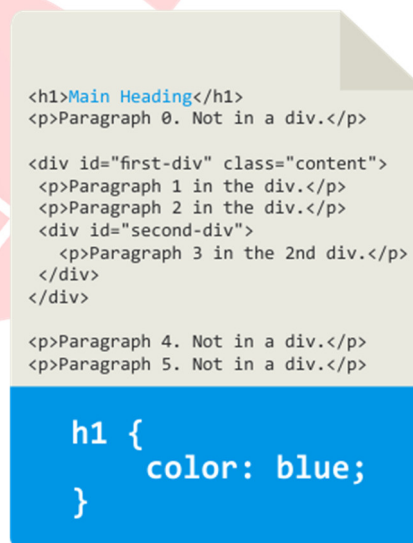 <h1>Main Heading</h1>
<p>Paragraph 0. Not in a div.</p>
<div id="first-div" class="content">
<p>Paragraph 1 in the div.</p>
<p>Paragraph 2 in the div.</p>
<div id="second-div">
<p>Paragraph 3 in the 2nd div.</p>
</div>
</div>
<p>Paragraph 4. Not in a div.</p>
<p>Paragraph 5. Not in a div.</p>
h1 {
color: blue;
}